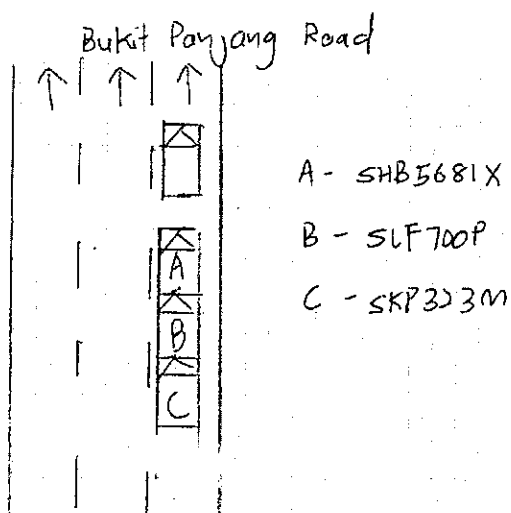 Bukit Panjang Road
A - SHB5681X
B - SLF700P
C - SKP323M
A
B
C